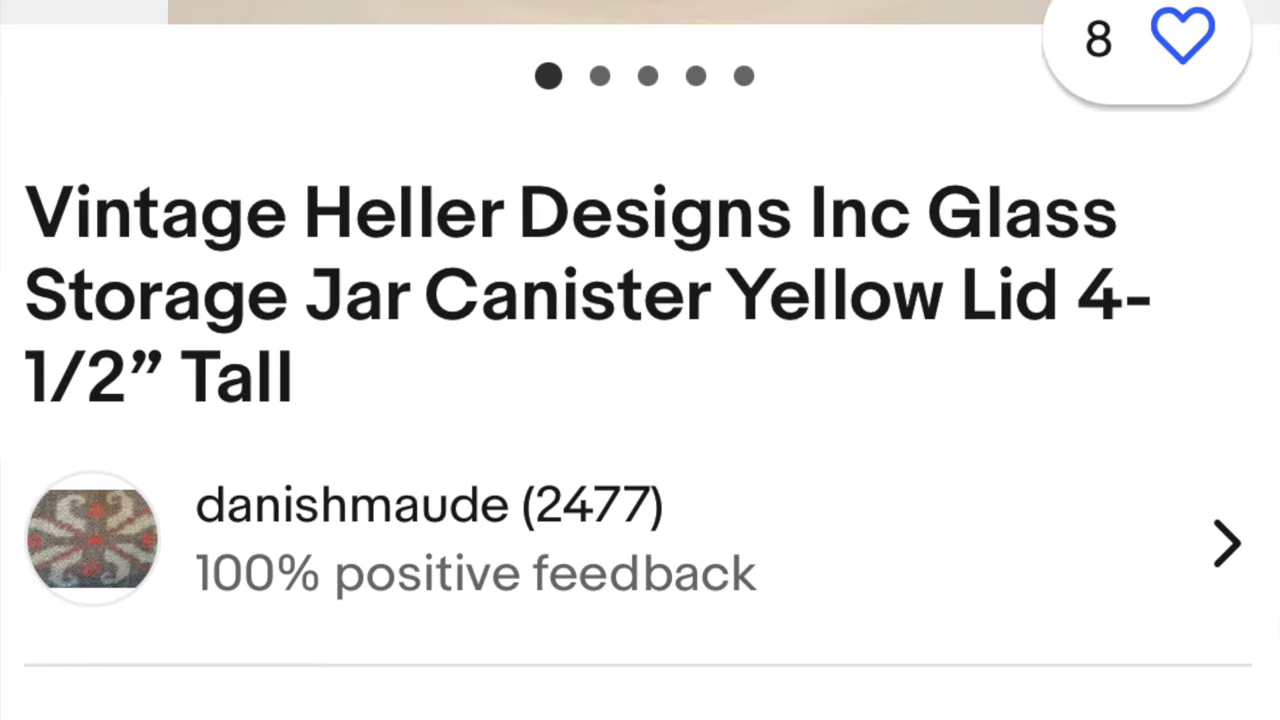 8
Vintage Heller Designs Inc Glass
Storage Jar Canister Yellow Lid 4-
1/2” Tall
danishmaude (2477)
100% positive feedback